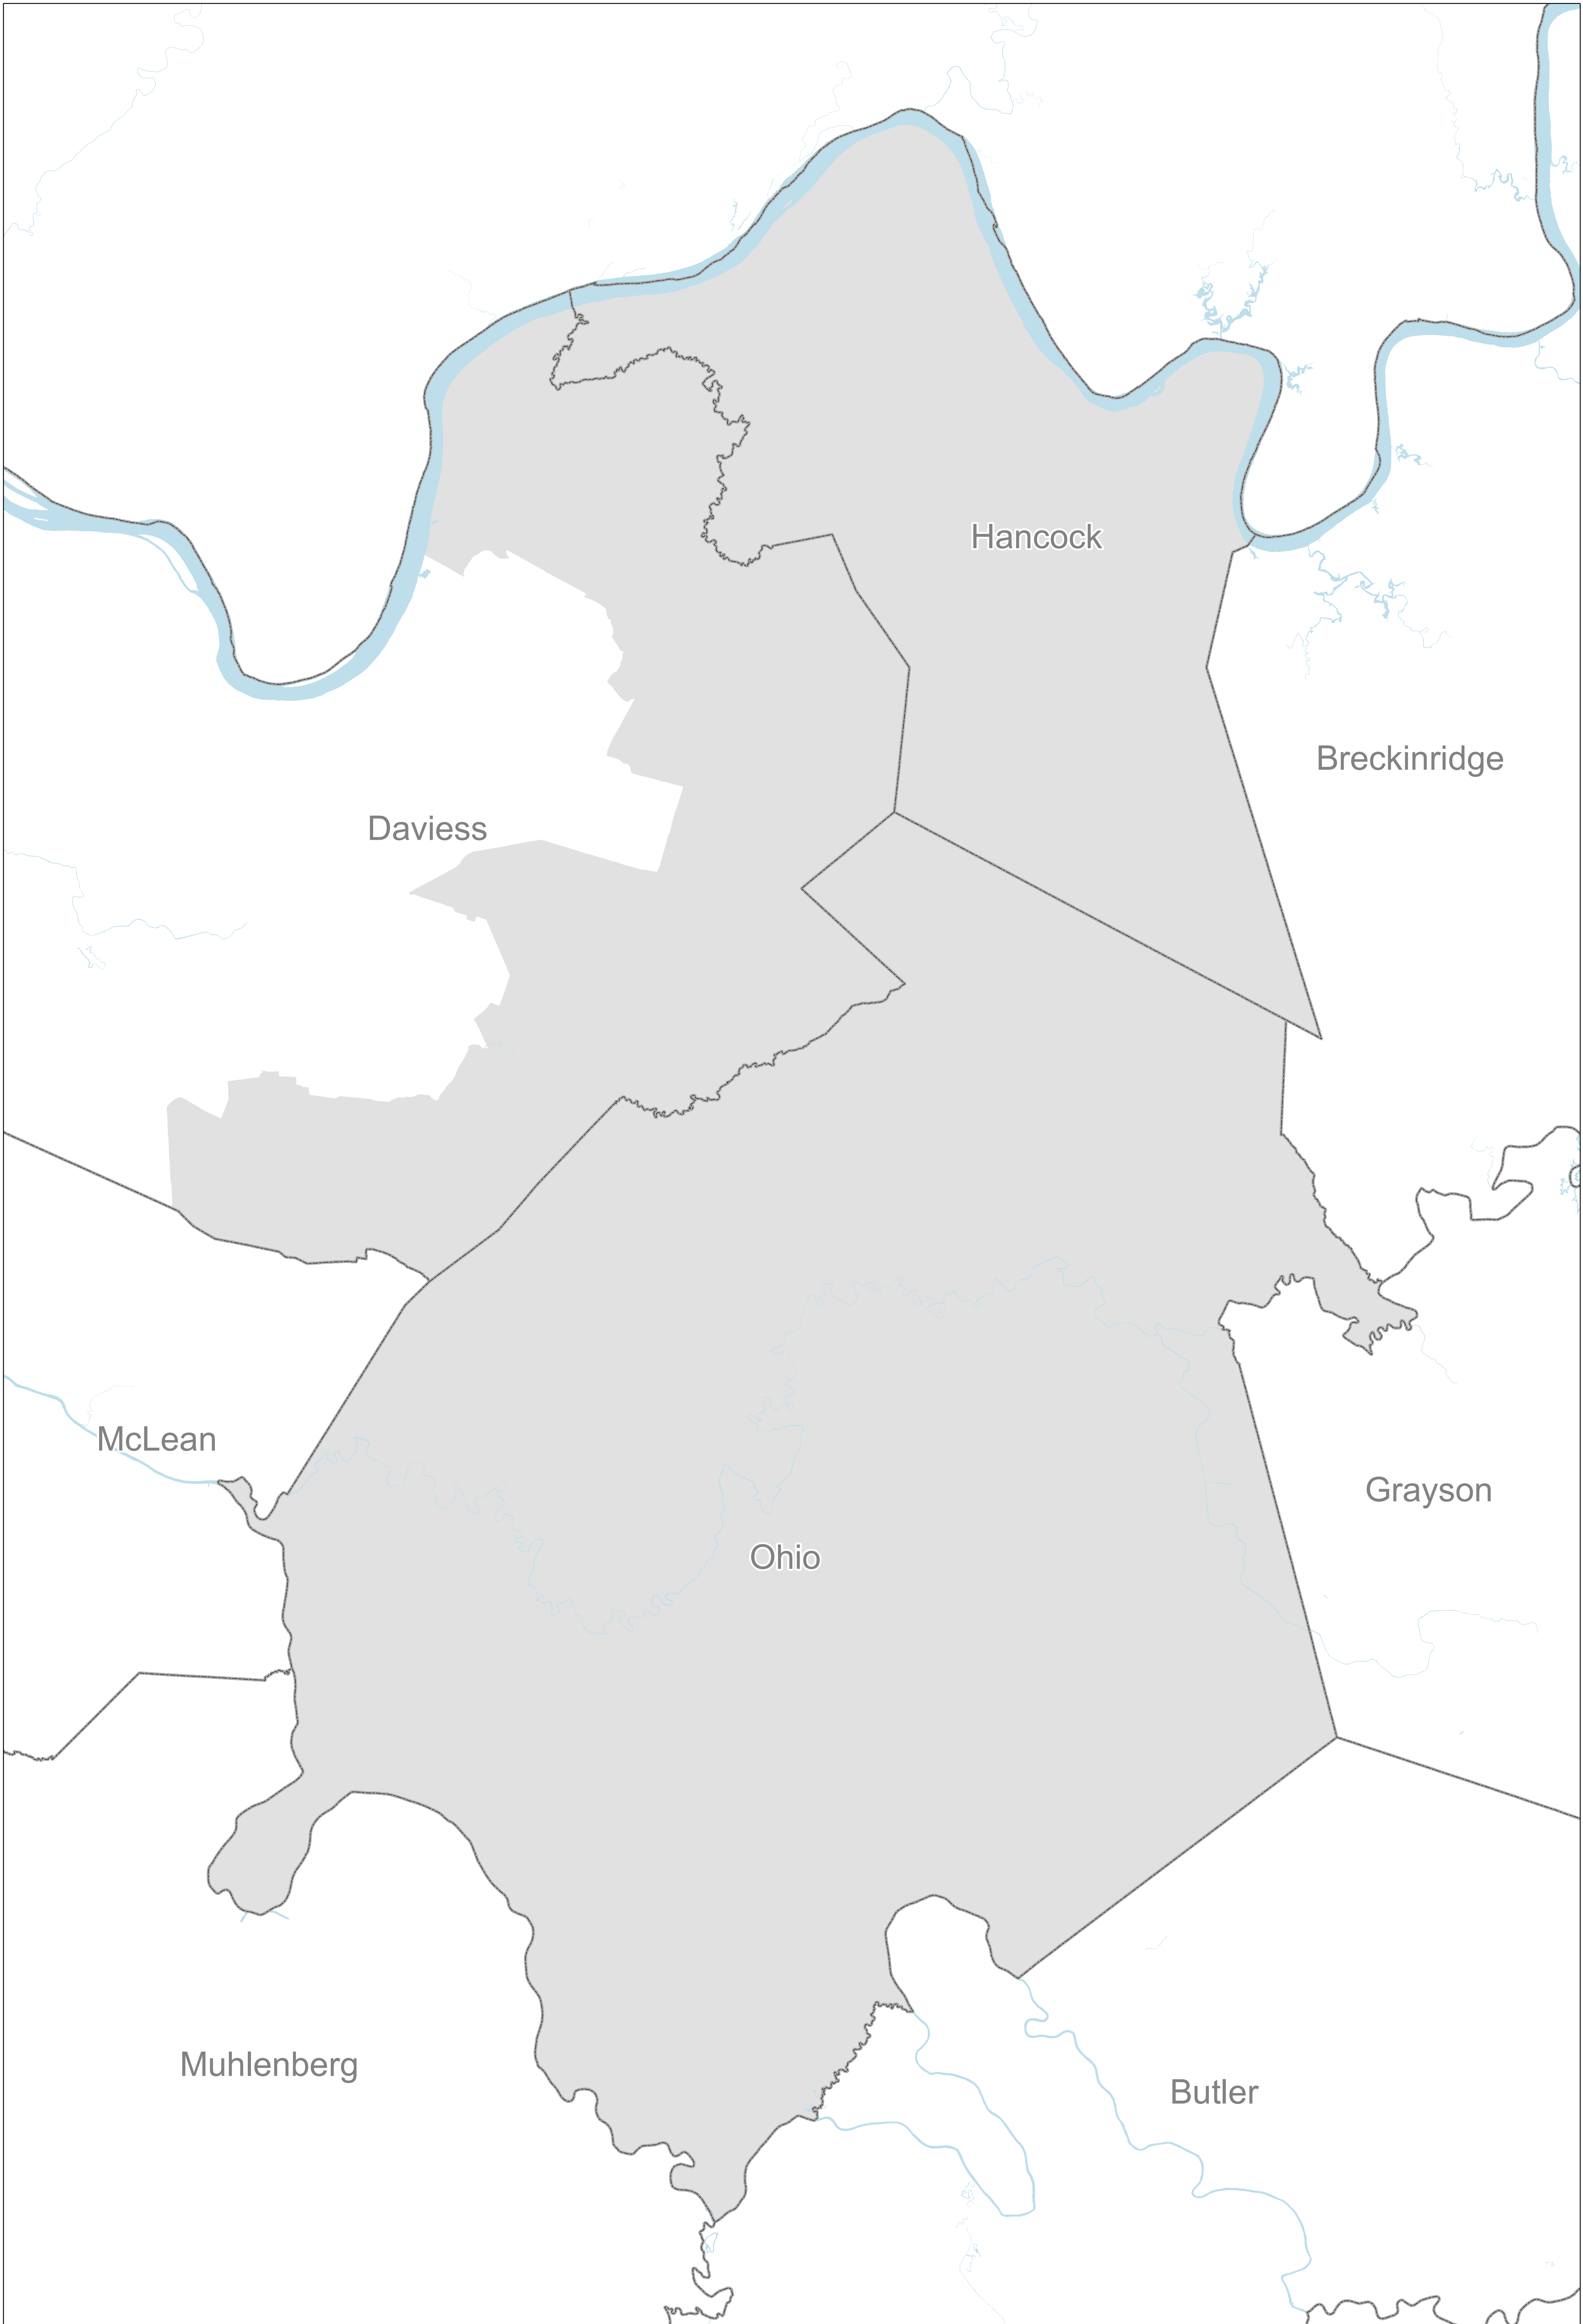 Hancock
Breckinridge
Daviess
McLean
Grayson
Ohio
Muhlenberg
Butler